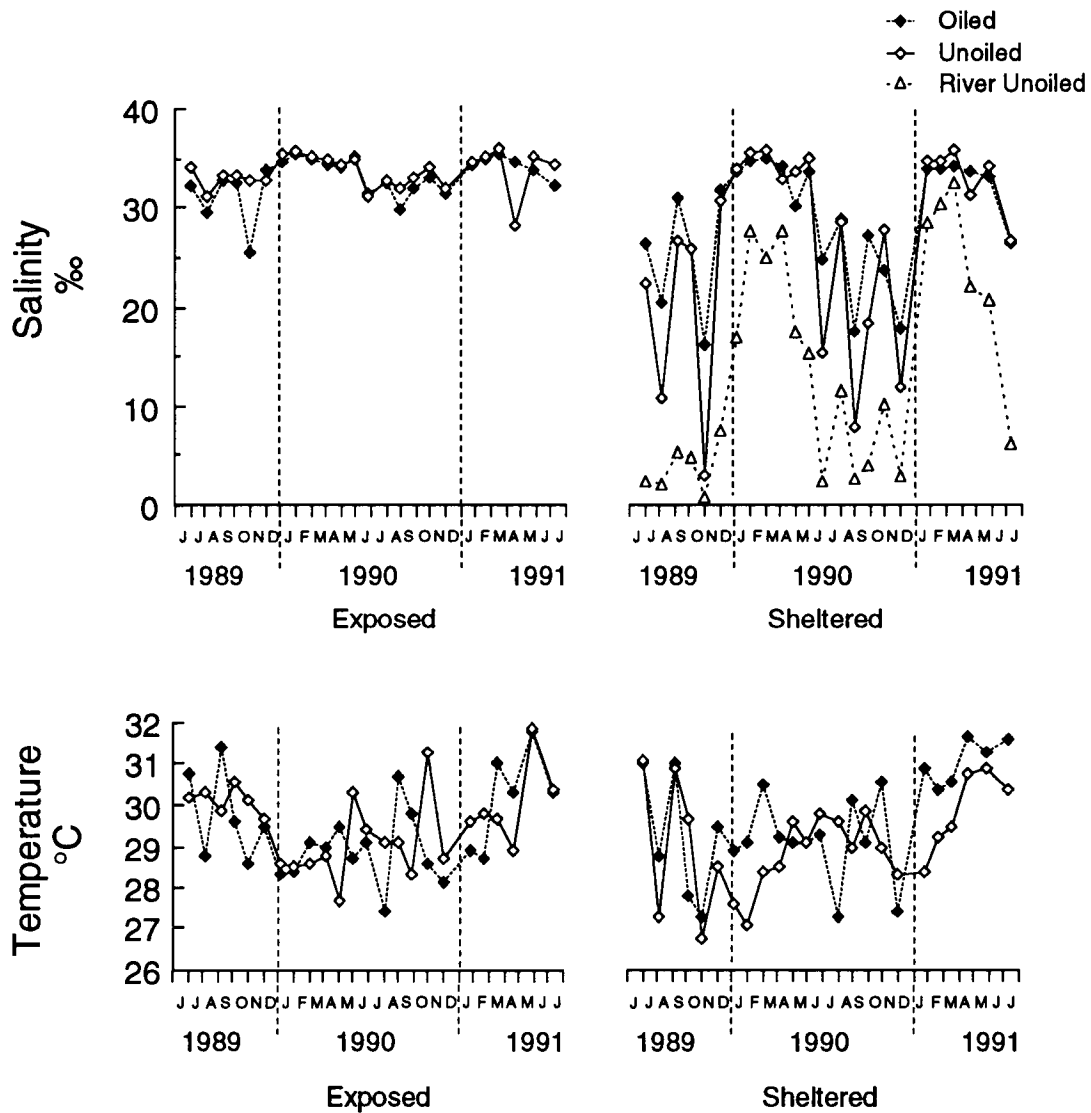 Oiled
Unoiled
River Unoiled
Salinity
‰
40
30
20
10
0
J J A S O N D J F M A M J J A S O N D J F M A M J J
1989 1990 1991
Exposed
J J A S O N D J F M A M J J A S O N D J F M A M J J
1989 1990 1991
Sheltered
Temperature
°C
32
31
30
29
28
27
26
J J A S O N D J F M A M J J A S O N D J F M A M J J
1989 1990 1991
Exposed
J J A S O N D J F M A M J J A S O N D J F M A M J J
1989 1990 1991
Sheltered